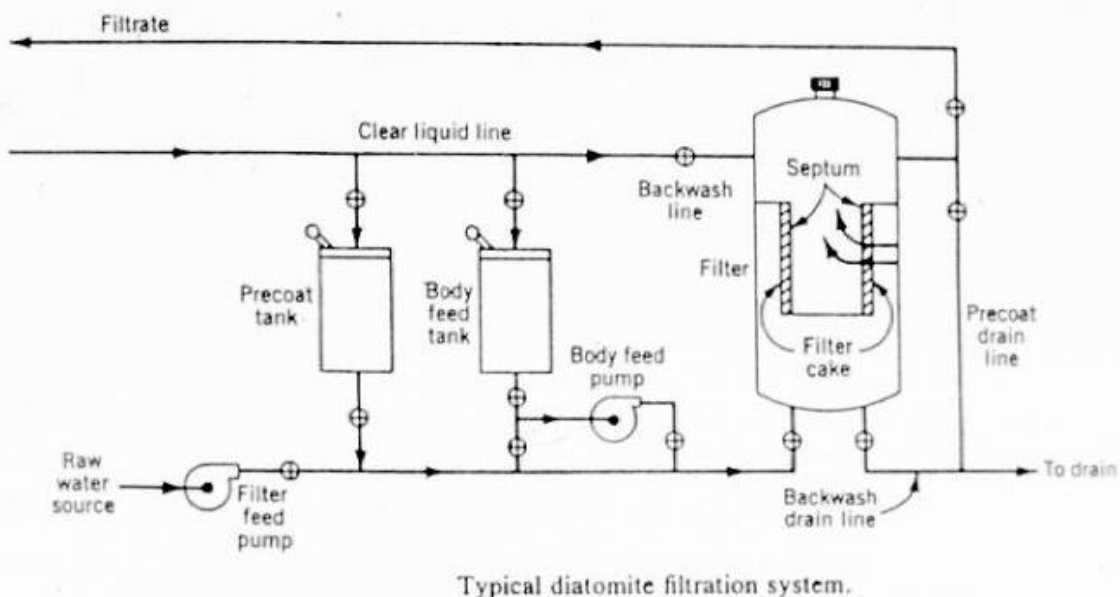 Filtrate
Clear liquid line
Septum
Backwash
line
Filter
Precoat
tank
Body
feed
tank
Precoat
drain
line
Filter
cake
Body feed
pump
Raw
water
source
Filter
feed
pump
To drain
Backwash
drain line
Typical diatomite filtration system.